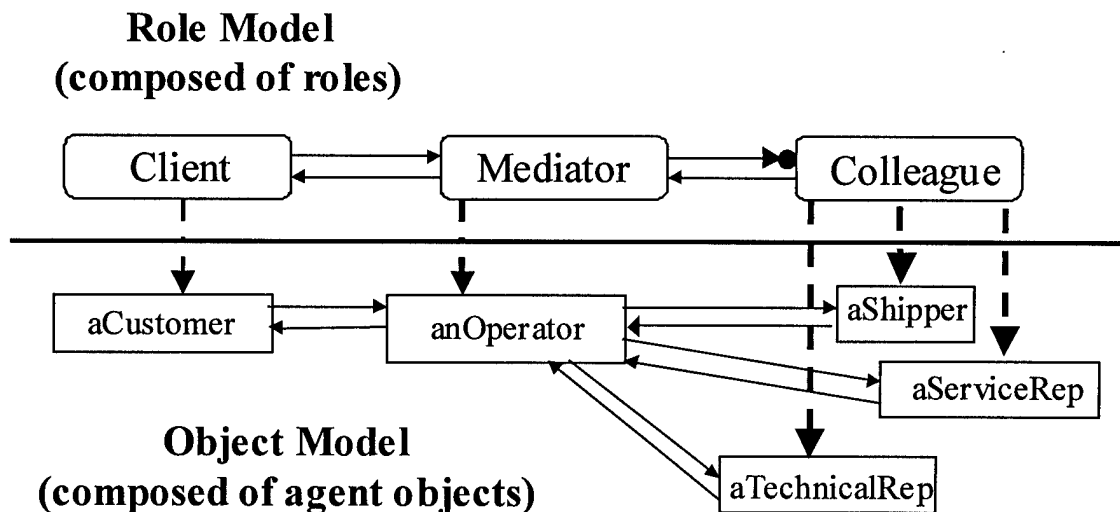 Role Model
(composed of roles)
Client
Mediator
Colleague
aCustomer
anOperator
aShipper
aServiceRep
Object Model
(composed of agent objects)
aTechnicalRep